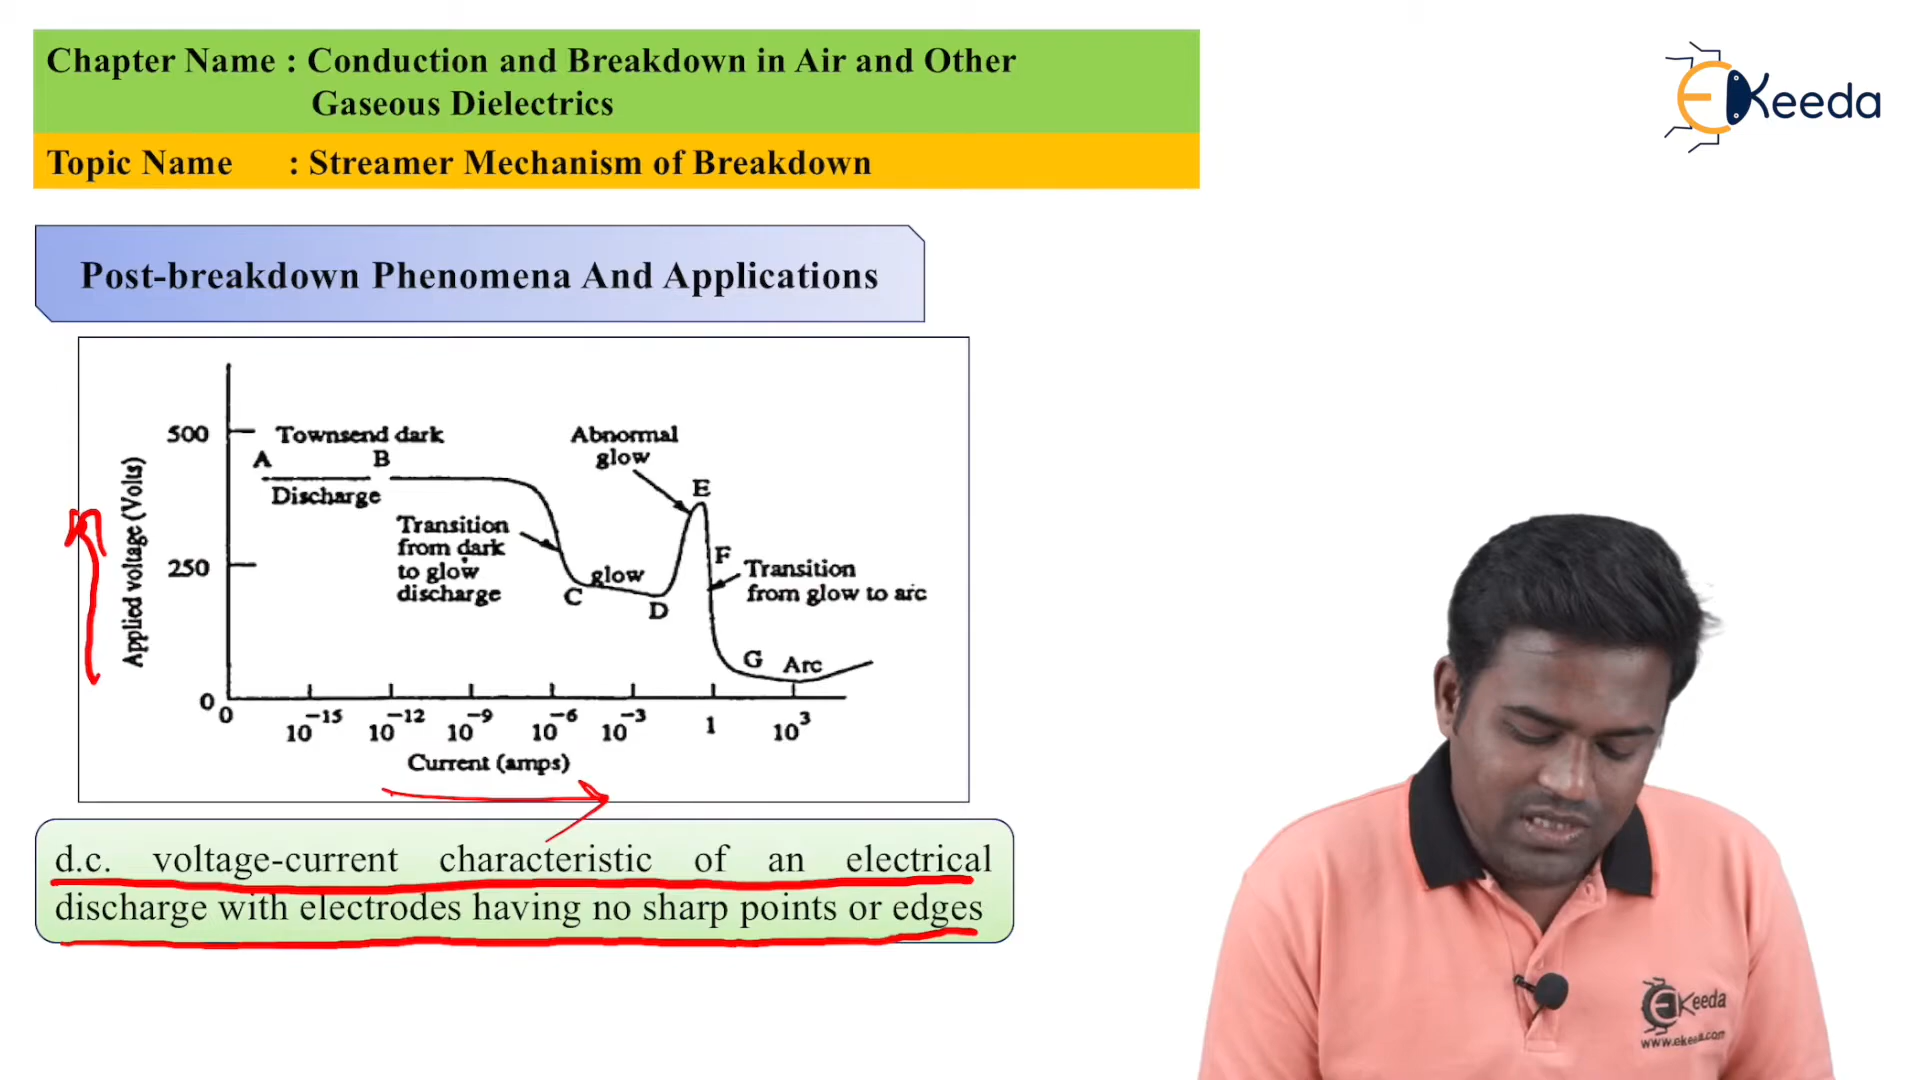 Chapter Name : Conduction and Breakdown in Air and Other
Gaseous Dielectrics
Topic Name : Streamer Mechanism of Breakdown
EKeeda
Post-breakdown Phenomena And Applications
500
250
0
Applied voltage (Volts)
Townsend dark
A B
Discharge
Transition
from dark
to glow
discharge
C
glow
D
Abnormal
glow
E
F
Transition
from glow to arc
G Arc
0 10⁻¹⁵ 10⁻¹² 10⁻⁹ 10⁻⁶ 10⁻³ 1 10³
Current (amps)
d.c. voltage-current characteristic of an electrical
discharge with electrodes having no sharp points or edges
EKeeda
www.ekeeda.com